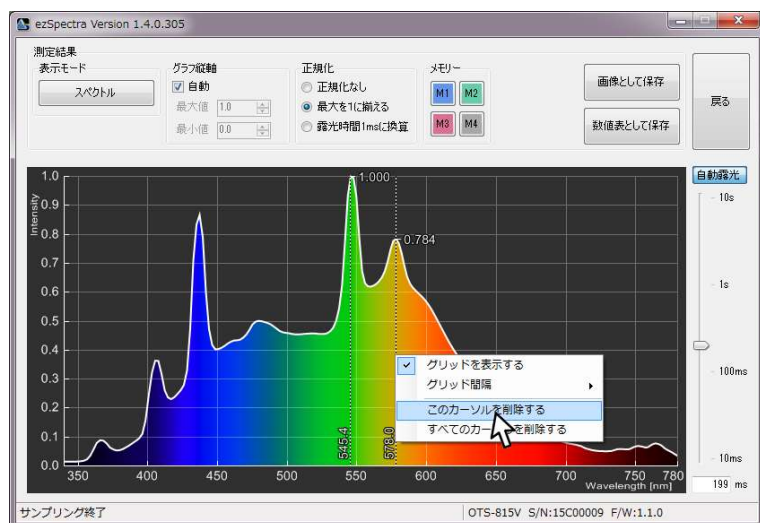 ezSpectra Version 1.4.0.305
測定結果
表示モード
スペクトル
グラフ縦軸
自動
最大値 1.0
最小値 0.0
正規化
正規化なし
最大を1に揃える
露光時間1msに換算
メモリー
M1 M2
M3 M4
画像として保存
数値表として保存
戻る
自動露光
10s
1s
100ms
10ms
199 ms
Intensity
1.0
0.9
0.8
0.7
0.6
0.5
0.4
0.3
0.2
0.1
0.0
1.000
0.784
545.4
578.0
グリッドを表示する
グリッド間隔
このカーソルを削除する
すべてのカー を削除する
350 400 450 500 550 600 650 700 750 780
Wavelength [nm]
サンプリング終了
OTS-815V S/N:15C00009 F/W:1.1.0